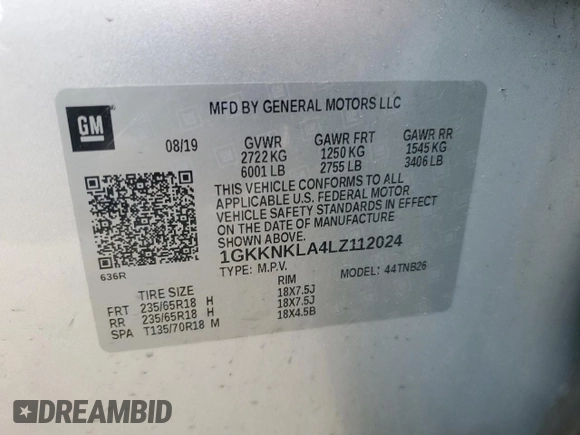 GM
MFD BY GENERAL MOTORS LLC
08/19 GVWR GAWR FRT GAWR RR
2722 KG 1250 KG 1545 KG
6001 LB 2755 LB 3406 LB
THIS VEHICLE CONFORMS TO ALL
APPLICABLE U.S. FEDERAL MOTOR
VEHICLE SAFETY STANDARDS IN EFFECT
ON THE DATE OF MANUFACTURE
SHOWN ABOVE.
1GKKNKLA4LZ112024
636R TYPE: M.P.V. MODEL: 44TNB26
TIRE SIZE RIM
FRT 235/65R18 H 18X7.5J
RR 235/65R18 H 18X7.5J
SPA T135/70R18 M 18X4.5B
DREAMBID